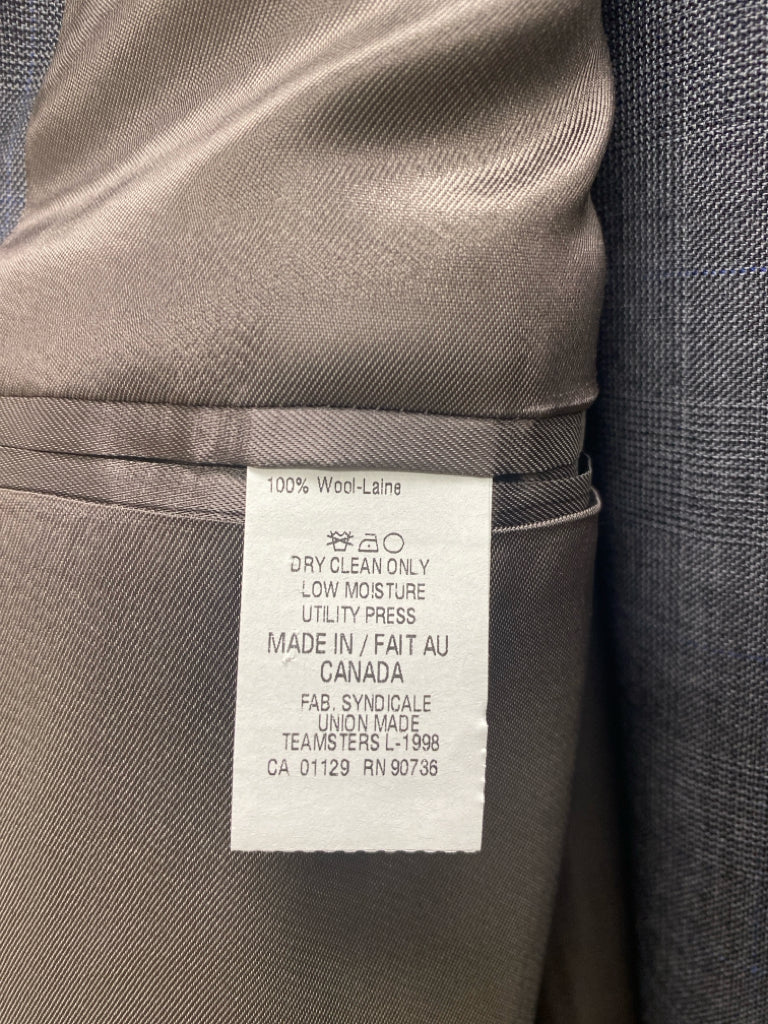 100% Wool-Laine
DRY CLEAN ONLY
LOW MOISTURE
UTILITY PRESS
MADE IN / FAIT AU
CANADA
FAB. SYNDICALE
UNION MADE
TEAMSTERS L-1998
CA 01129 RN 90736